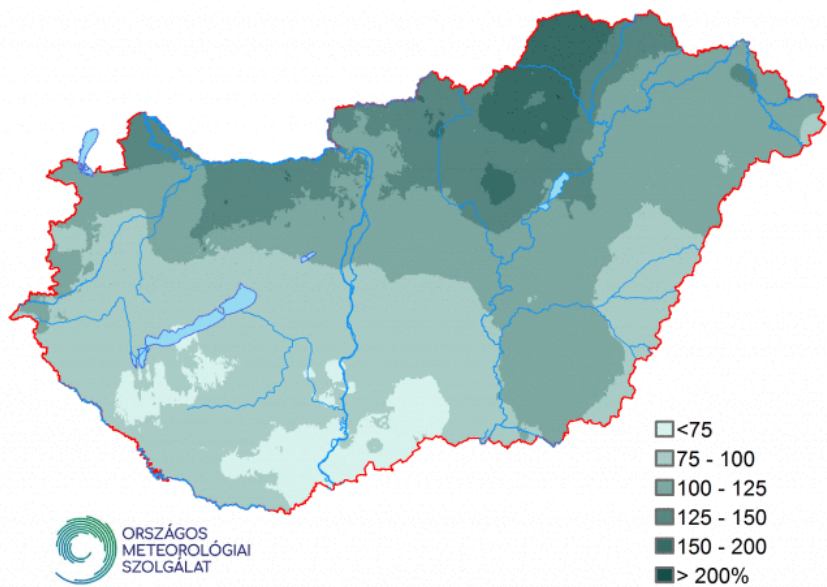 <75
75 - 100
100 - 125
125 - 150
150 - 200
> 200%
ORSZÁGOS
METEOROLÓGIAI
SZOLGÁLAT